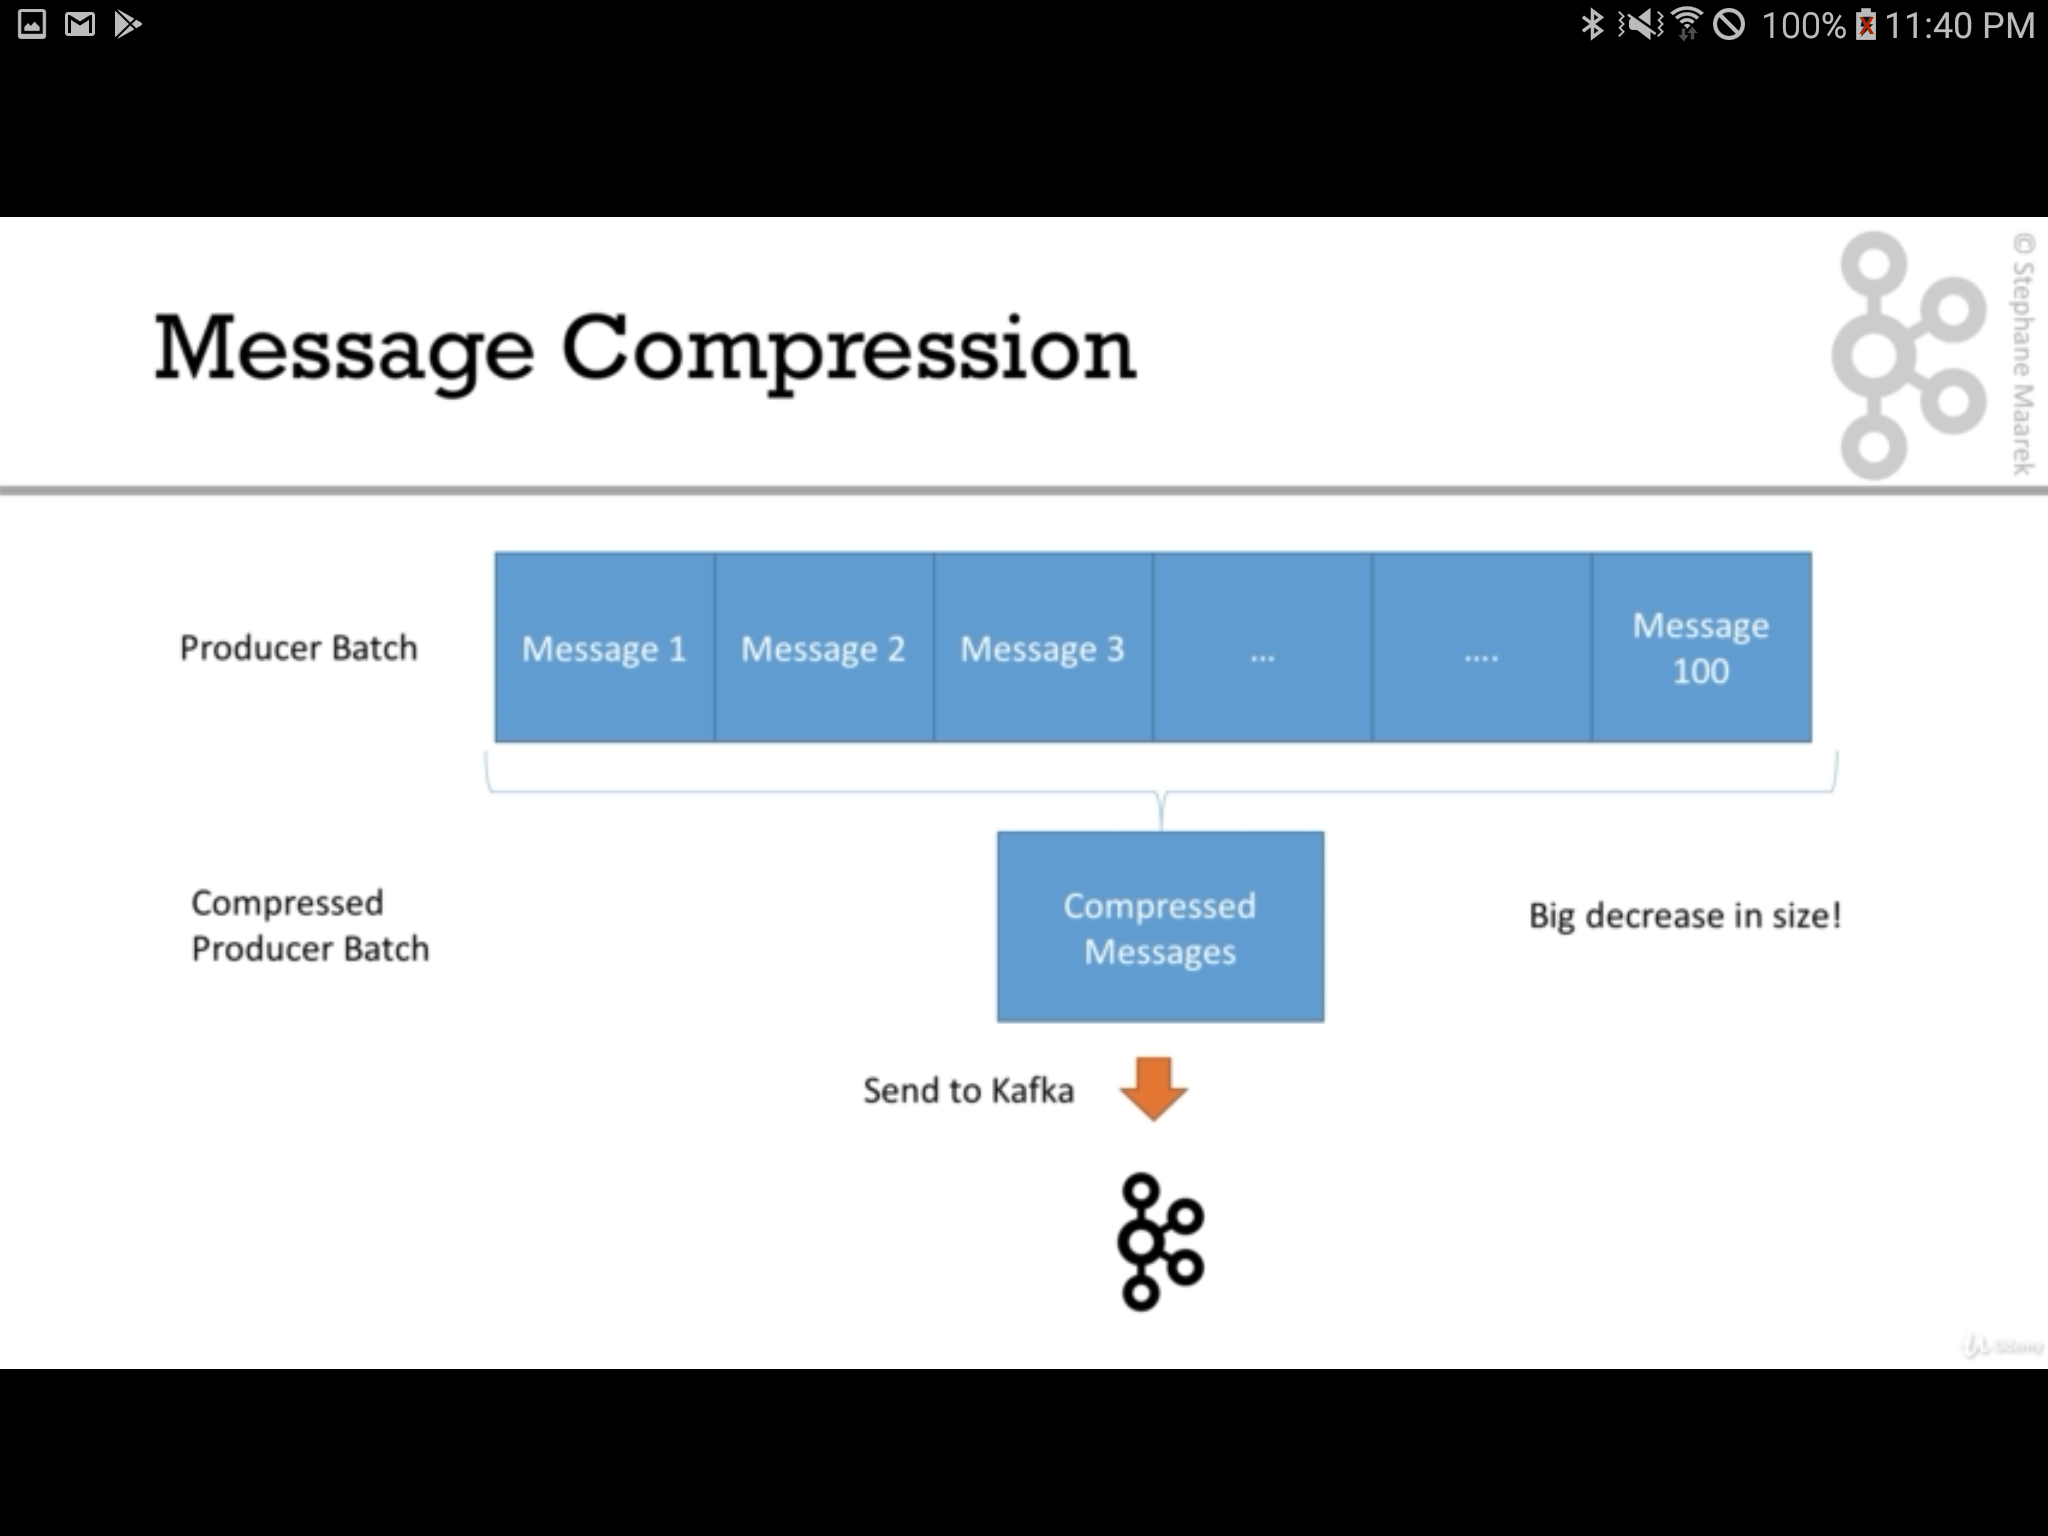 100% 11:40 PM
Message Compression
© Stephane Maarek
Producer Batch
Message 1
Message 2
Message 3
...
....
Message
100
Compressed
Producer Batch
Compressed
Messages
Big decrease in size!
Send to Kafka
Udemy